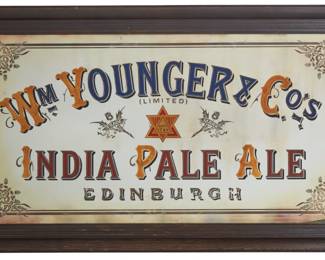 WM. YOUNGER & CO'S
(LIMITED)
INDIA PALE ALE
EDINBURGH